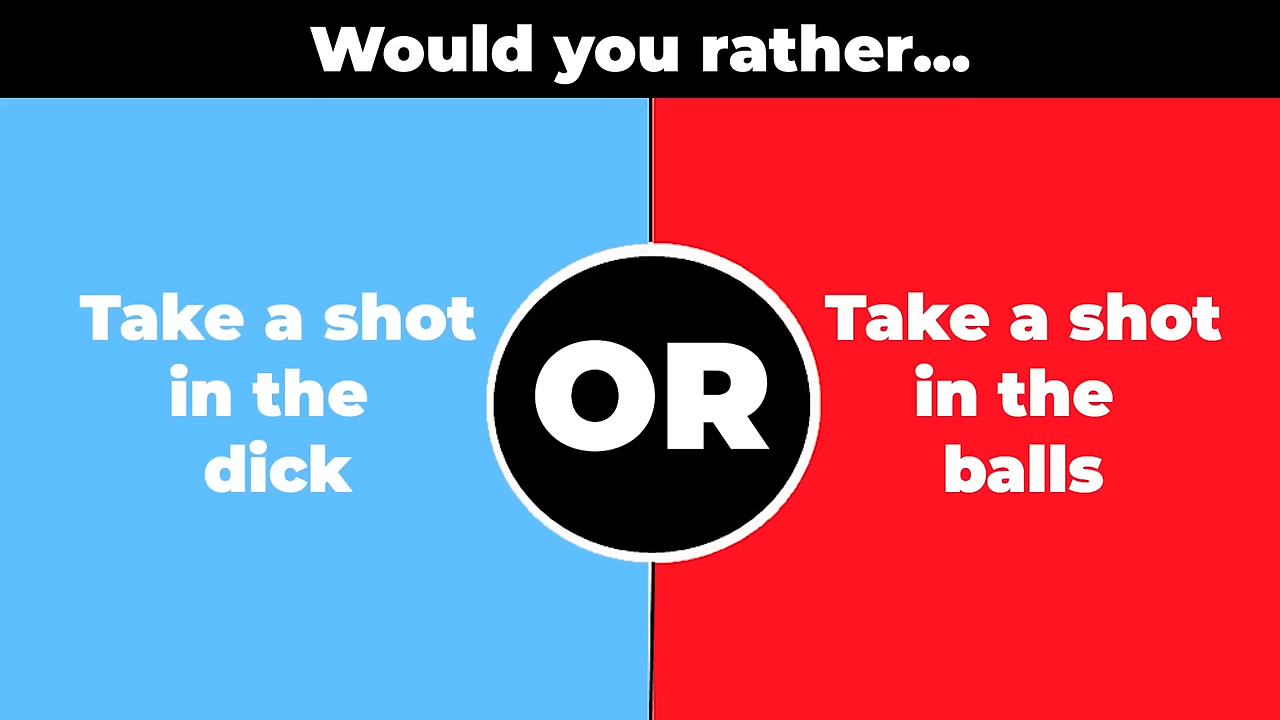 Would you rather...
Take a shot
in the
dick
OR
Take a shot
in the
balls